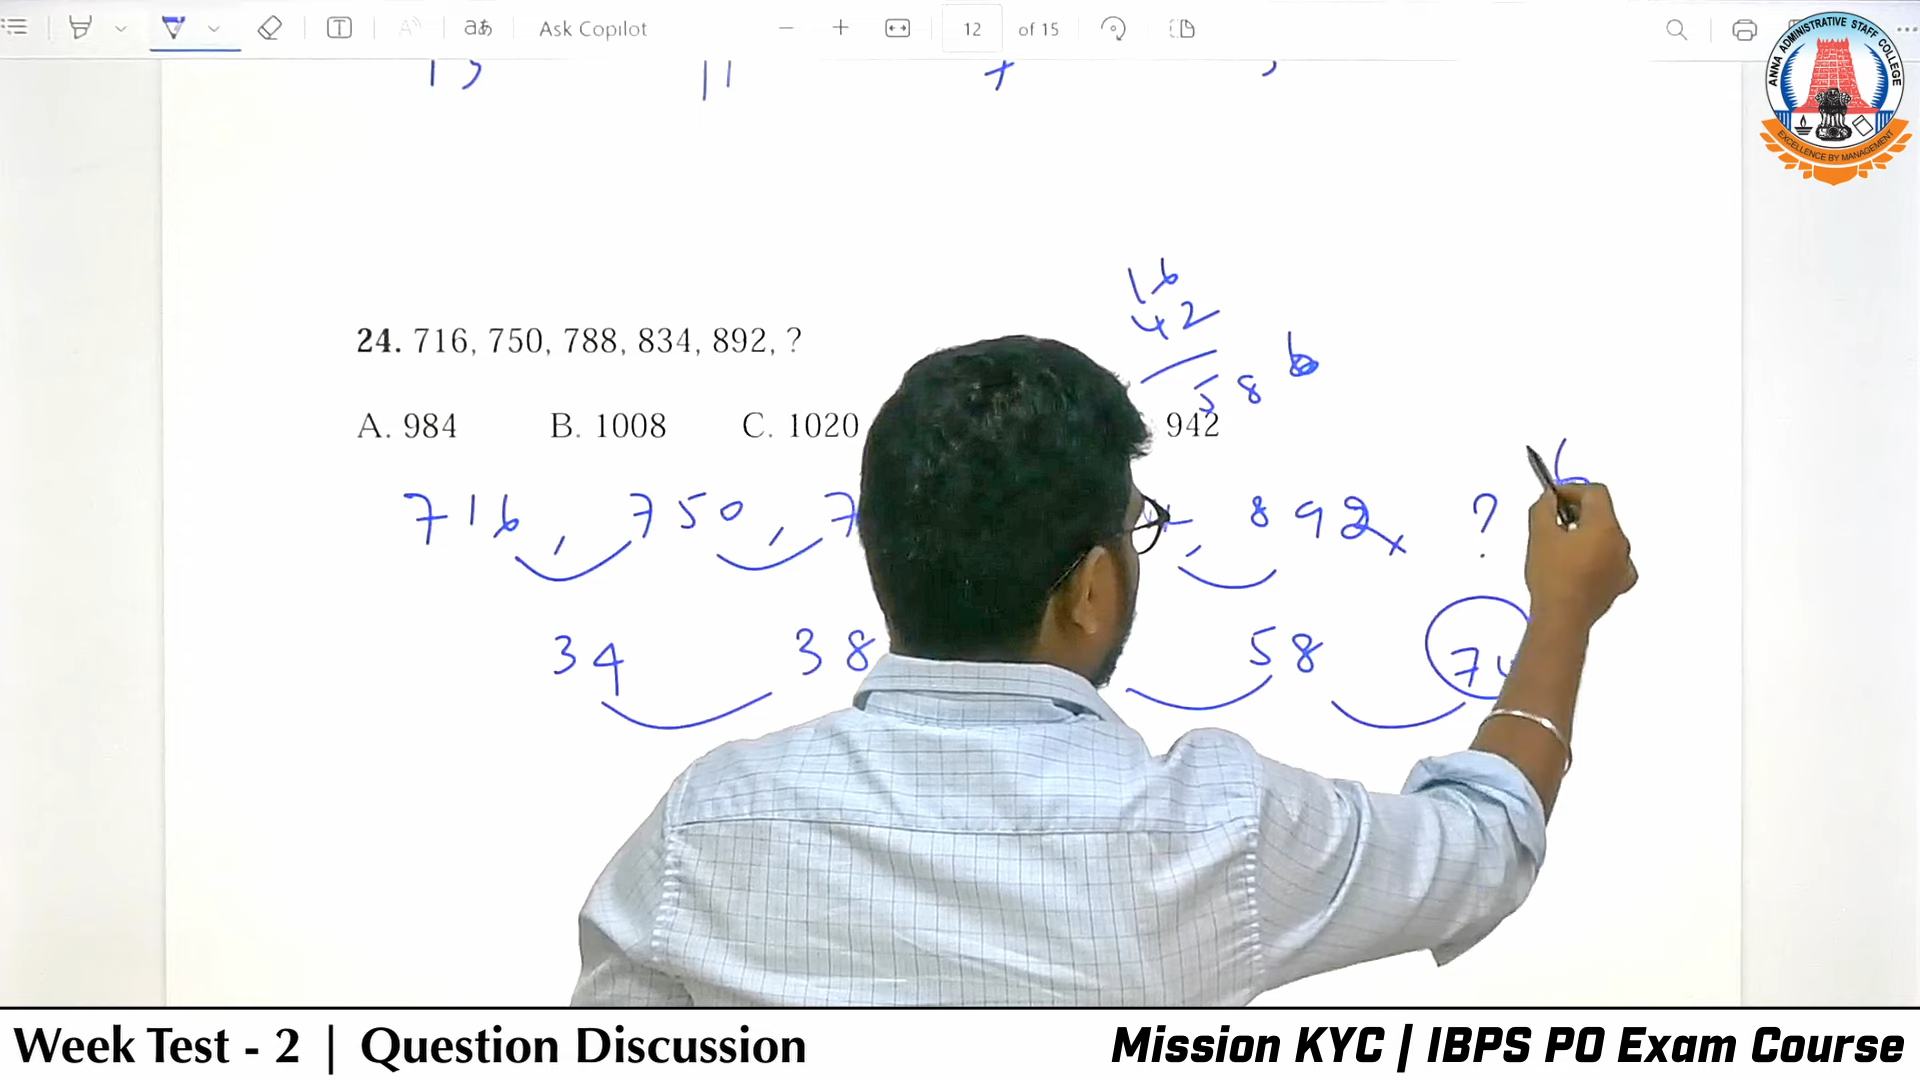 Ask Copilot
12 of 15
ANNA ADMINISTRATIVE STAFF COLLEGE
EXCELLENCE BY MANAGEMENT
16
42
58
24. 716, 750, 788, 834, 892, ?
A. 984 B. 1008 C. 1020 942
716, 750, 892 ?
34 38 58
Week Test - 2 | Question Discussion
Mission KYC | IBPS PO Exam Course